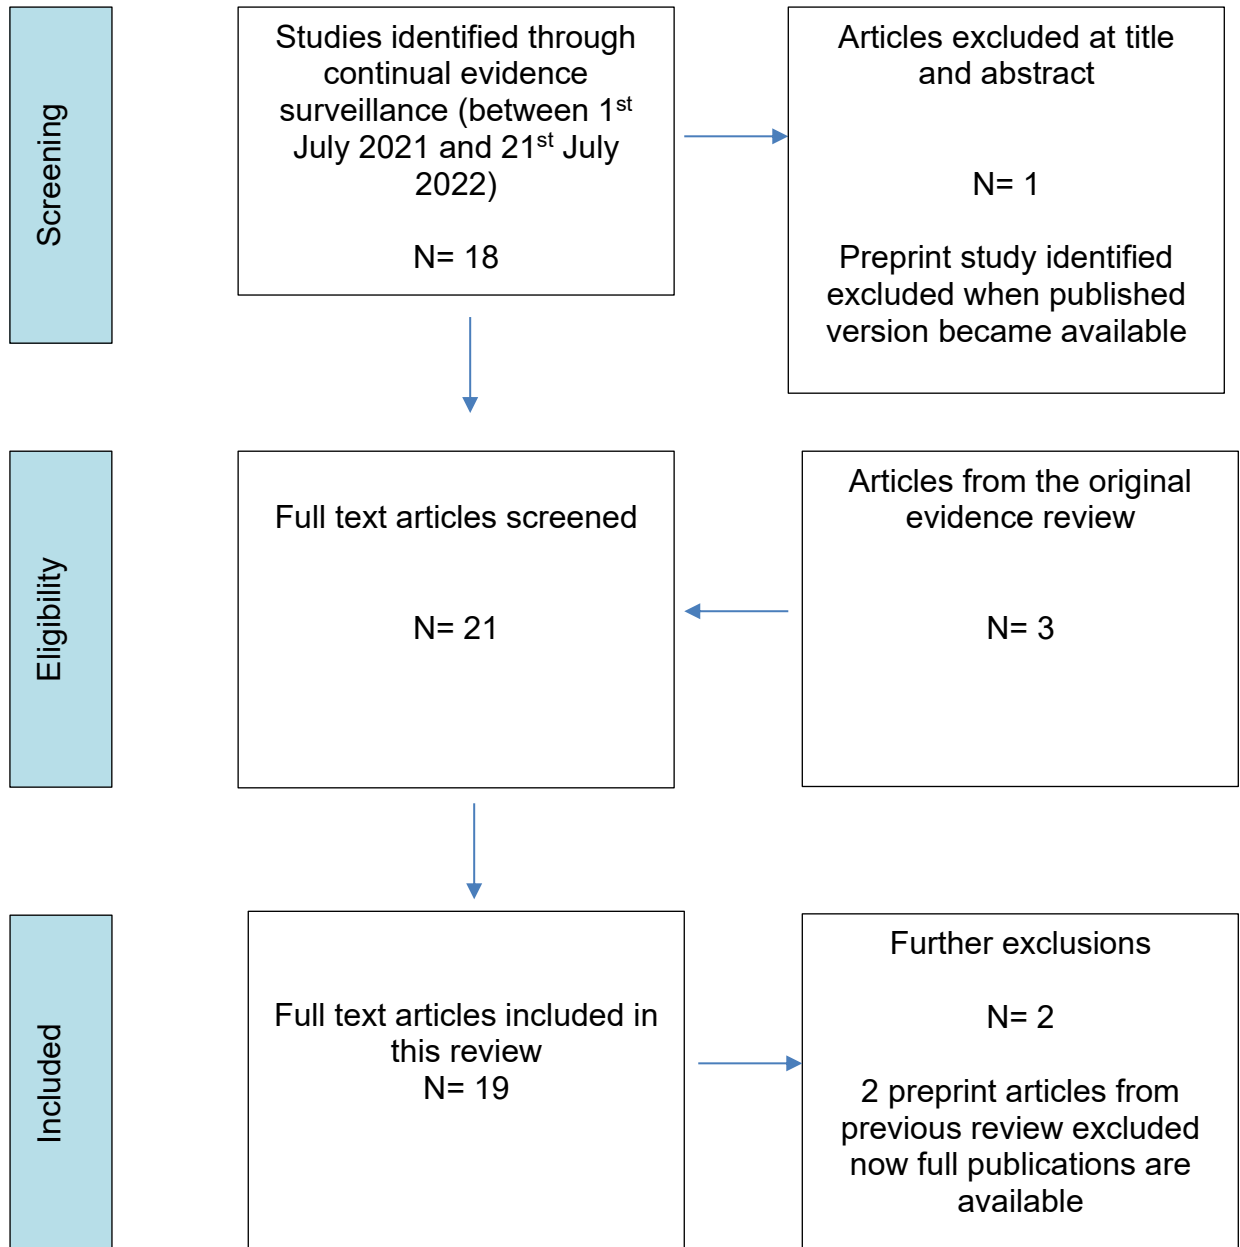 Screening
Studies identified through
continual evidence
surveillance (between 1st
July 2021 and 21st July
2022)
N= 18
Articles excluded at title
and abstract
N= 1
Preprint study identified
excluded when published
version became available
Eligibility
Full text articles screened
N= 21
Articles from the original
evidence review
N= 3
Included
Full text articles included in
this review
N= 19
Further exclusions
N= 2
2 preprint articles from
previous review excluded
now full publications are
available